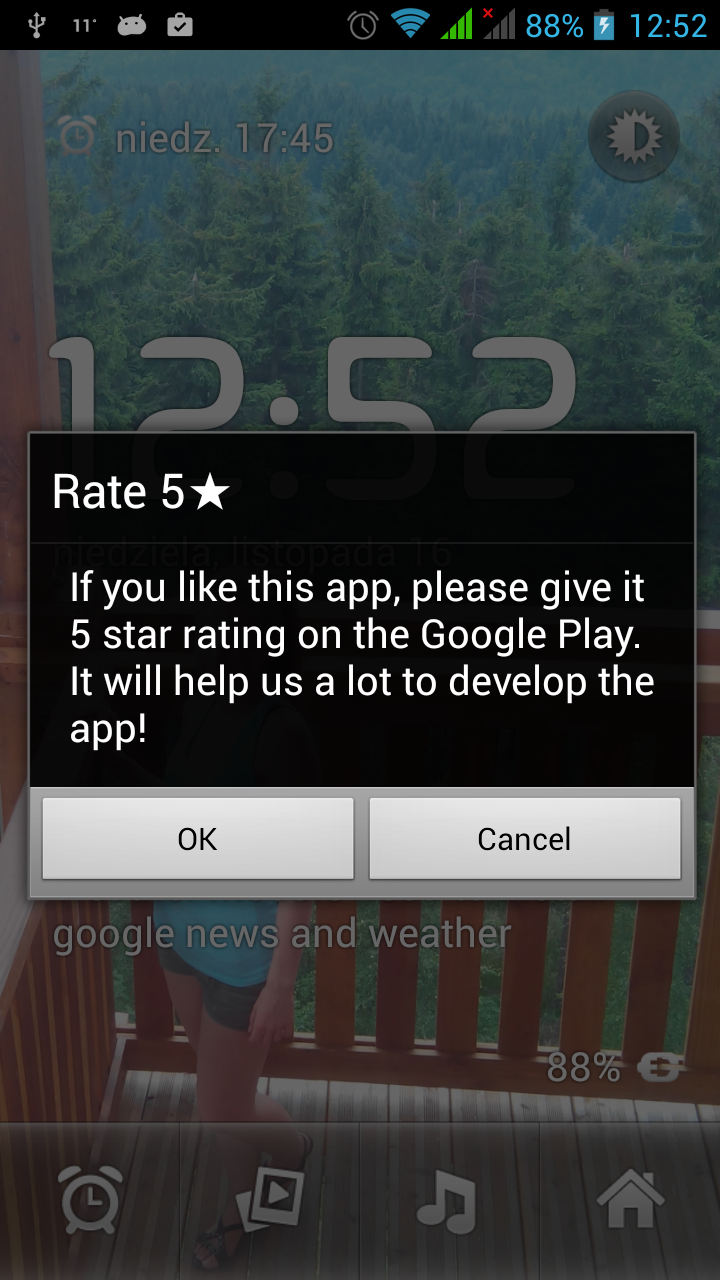 11°
88%
12:52
niedz. 17:45
12:52
Rate 5★
niedziela, listopada 16
If you like this app, please give it
5 star rating on the Google Play.
It will help us a lot to develop the
app!
OK
Cancel
google news and weather
88%